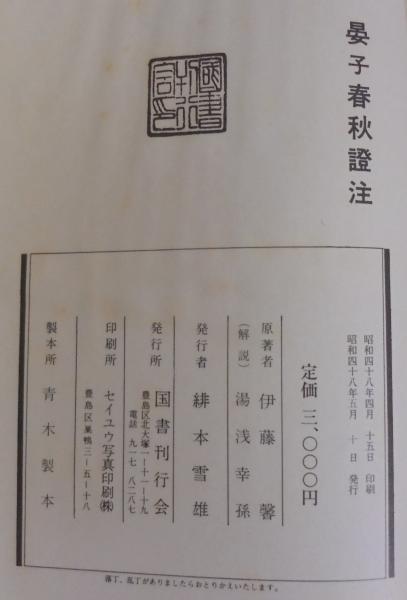 晏子春秋證注
昭和四十八年四月 十五日 印刷
昭和四十八年五月 十日 発行
定価 三、〇〇〇円
原著者 伊藤馨
(解説) 湯浅幸孫
発行者 緋本雪雄
発行所 国書刊行会
豊島区北大塚一ー十一ー十九
電話 九一七 八二八七
印刷所 セイユウ写真印刷㈱
豊島区巣鴨三ー五ー十八
製本所 青木製本
落丁、乱丁がありましたらおとりかえいたします。